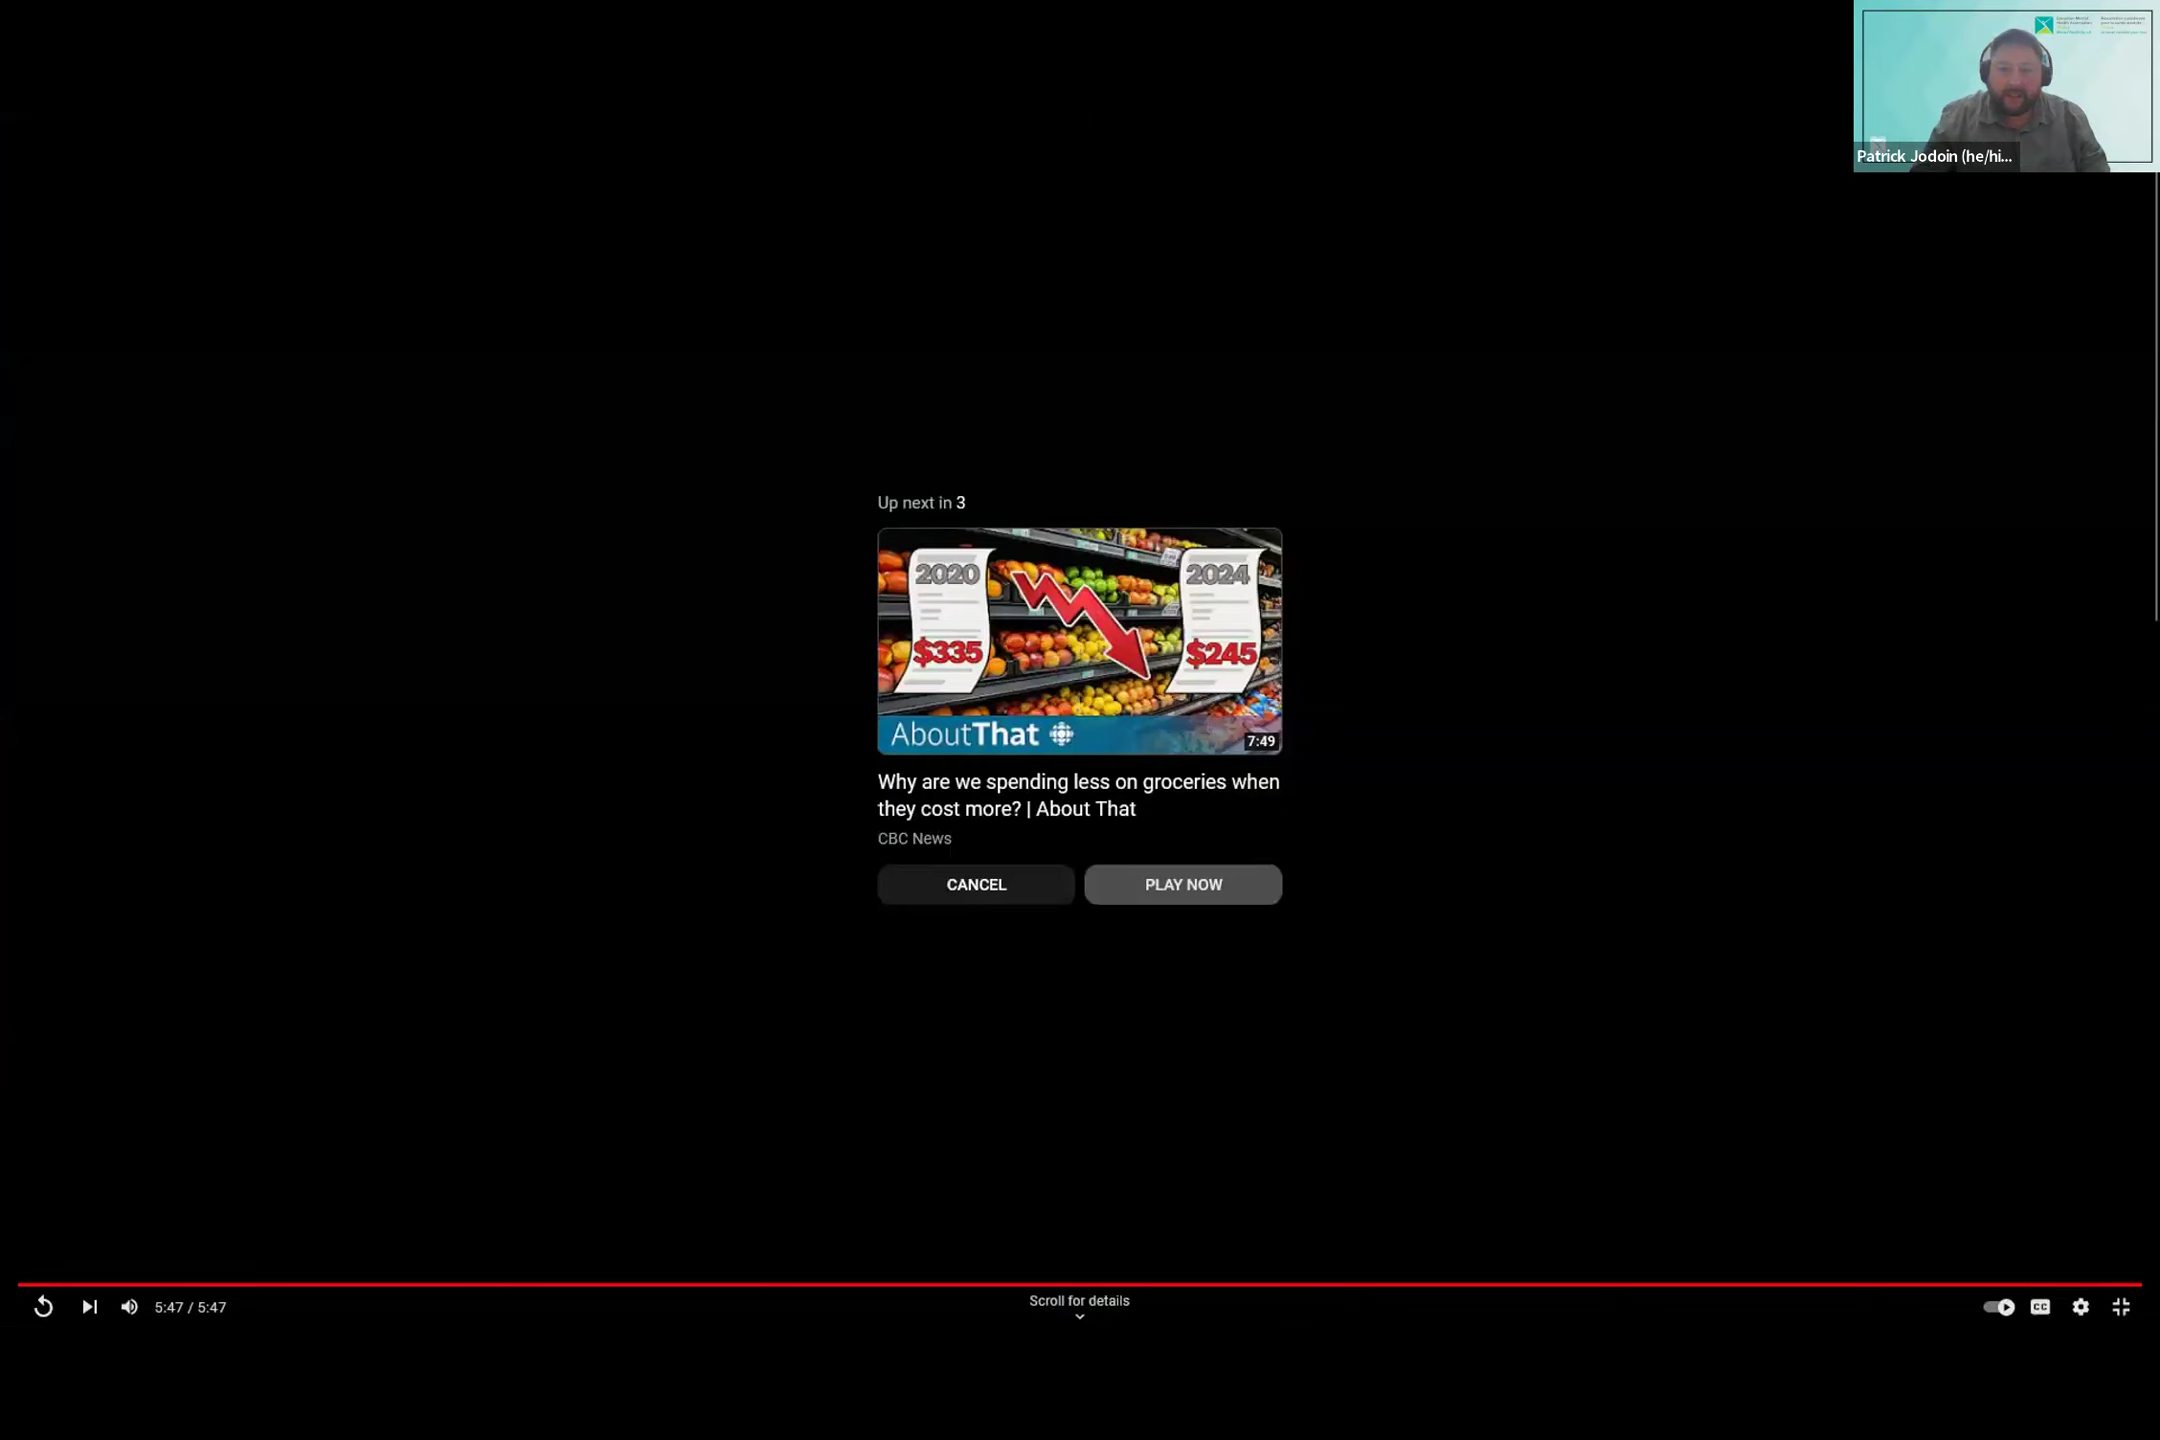 Patrick Jodoin (he/hi...
Up next in 3
2020
2024
$335
$245
AboutThat
7:49
Why are we spending less on groceries when
they cost more? | About That
CBC News
CANCEL
PLAY NOW
5:47 / 5:47
Scroll for details
CC